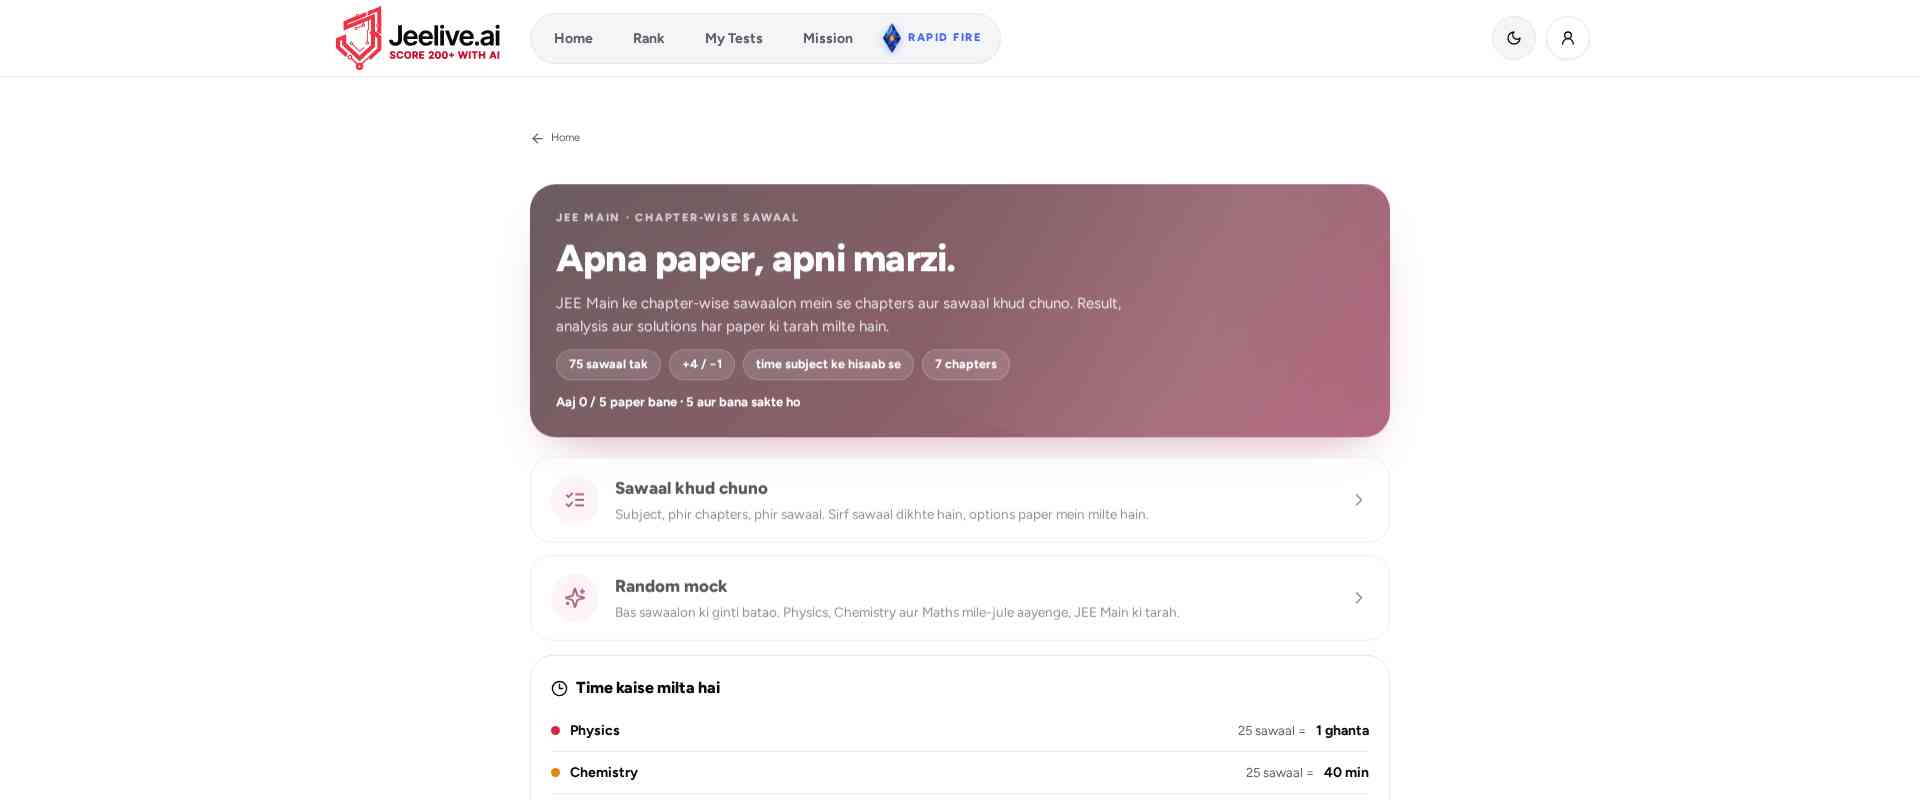 Jeelive.ai
SCORE 200+ WITH AI
Home
Rank
My Tests
Mission
RAPID FIRE
Home
JEE MAIN · CHAPTER-WISE SAWAAL
Apna paper, apni marzi.
JEE Main ke chapter-wise sawaalon mein se chapters aur sawaal khud chuno. Result,
analysis aur solutions har paper ki tarah milte hain.
75 sawaal tak
+4 / −1
time subject ke hisaab se
7 chapters
Aaj 0 / 5 paper bane · 5 aur bana sakte ho
Sawaal khud chuno
Subject, phir chapters, phir sawaal. Sirf sawaal dikhte hain, options paper mein milte hain.
Random mock
Bas sawaalon ki ginti batao. Physics, Chemistry aur Maths mile-jule aayenge, JEE Main ki tarah.
Time kaise milta hai
Physics
25 sawaal = 1 ghanta
Chemistry
25 sawaal = 40 min